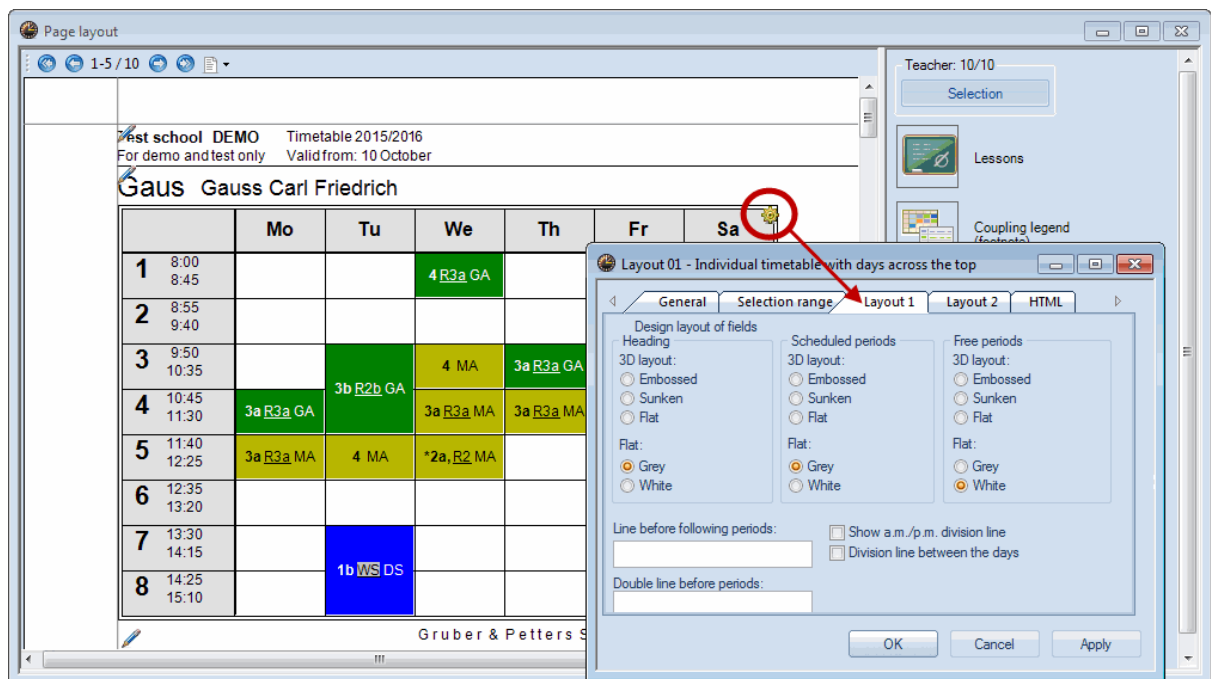 Page layout
1-5 / 10
Teacher: 10/10
Selection
Lessons
Coupling legend
(footnote)
Test school DEMO Timetable 2015/2016
For demo and test only Valid from: 10 October
Gaus Gauss Carl Friedrich
Mo Tu We Th Fr Sa
1 8:00 8:45 4 R3a GA
2 8:55 9:40
3 9:50 10:35 3b R2b GA 4 MA 3a R3a GA
4 10:45 11:30 3a R3a GA 3a R3a MA 3a R3a MA
5 11:40 12:25 3a R3a MA 4 MA *2a, R2 MA
6 12:35 13:20
7 13:30 14:15 1b WS DS
8 14:25 15:10
Gruber & Petters S
Layout 01 - Individual timetable with days across the top
General Selection range Layout 1 Layout 2 HTML
Design layout of fields
Heading Scheduled periods Free periods
3D layout: 3D layout: 3D layout:
Embossed Embossed Embossed
Sunken Sunken Sunken
Flat Flat Flat
Flat: Flat: Flat:
Grey Grey Grey
White White White
Line before following periods: Show a.m./p.m. division line
Division line between the days
Double line before periods:
OK Cancel Apply